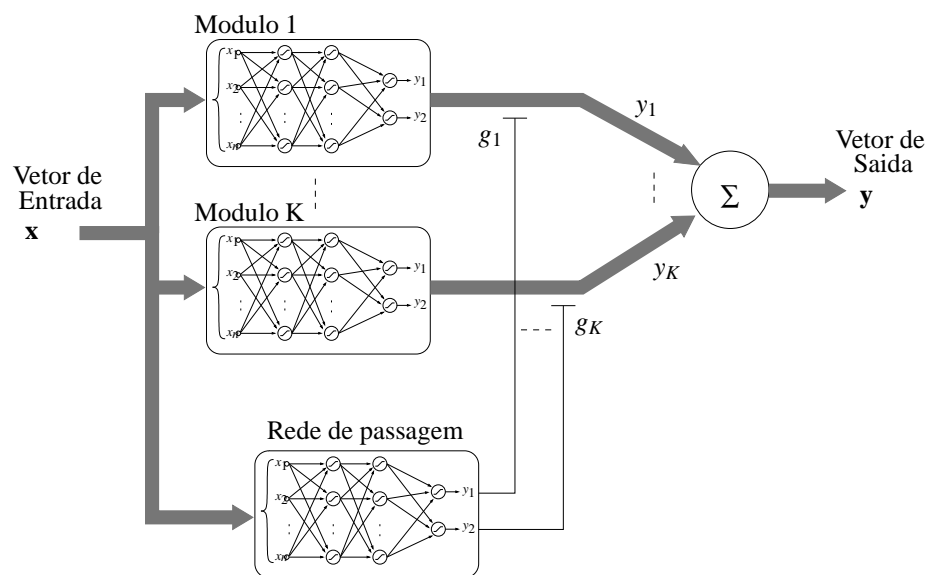 Modulo 1
x1
x2
xn
y1
y2
g1
y1
Vetor de
Entrada
x
Vetor de
Saida
y
Σ
Modulo K
x1
x2
xn
y1
y2
yK
gK
Rede de passagem
x1
x2
xn
y1
y2